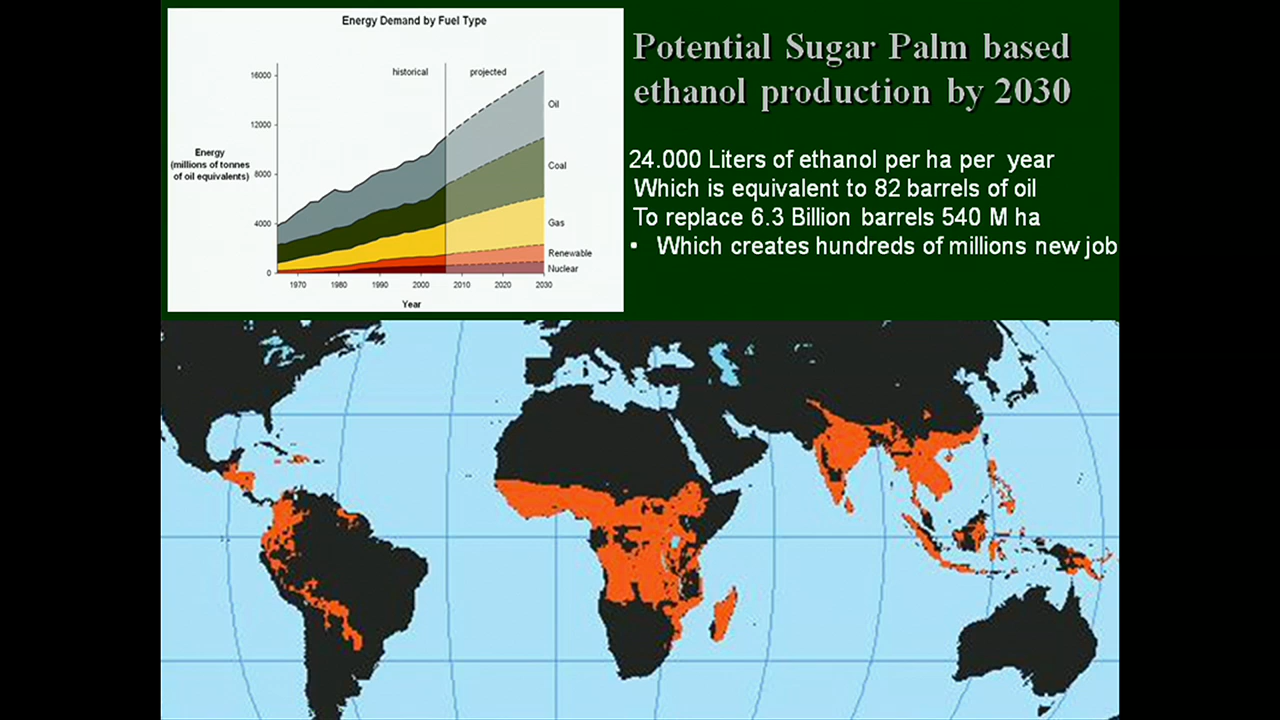 Energy Demand by Fuel Type
historical projected
16000
12000
8000
4000
0
Energy
(millions of tonnes
of oil equivalents)
Oil
Coal
Gas
Renewable
Nuclear
1970 1980 1990 2000 2010 2020 2030
Year
Potential Sugar Palm based
ethanol production by 2030
24.000 Liters of ethanol per ha per year
Which is equivalent to 82 barrels of oil
To replace 6.3 Billion barrels 540 M ha
• Which creates hundreds of millions new job